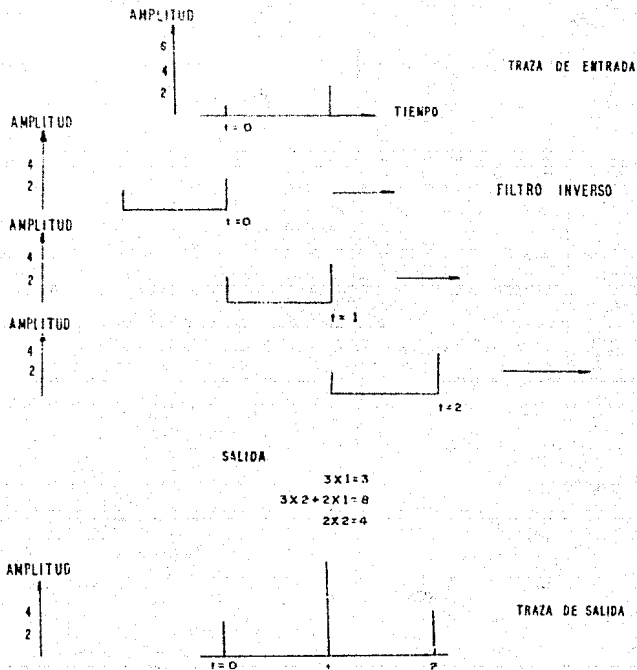 AMPLITUD
6
4
2
TRAZA DE ENTRADA
TIEMPO
t=0
AMPLITUD
4
2
FILTRO INVERSO
t=0
AMPLITUD
4
2
t=1
AMPLITUD
4
2
t=2
SALIDA
3X1=3
3X2+2X1=8
2X2=4
AMPLITUD
4
2
TRAZA DE SALIDA
t=0 1 2